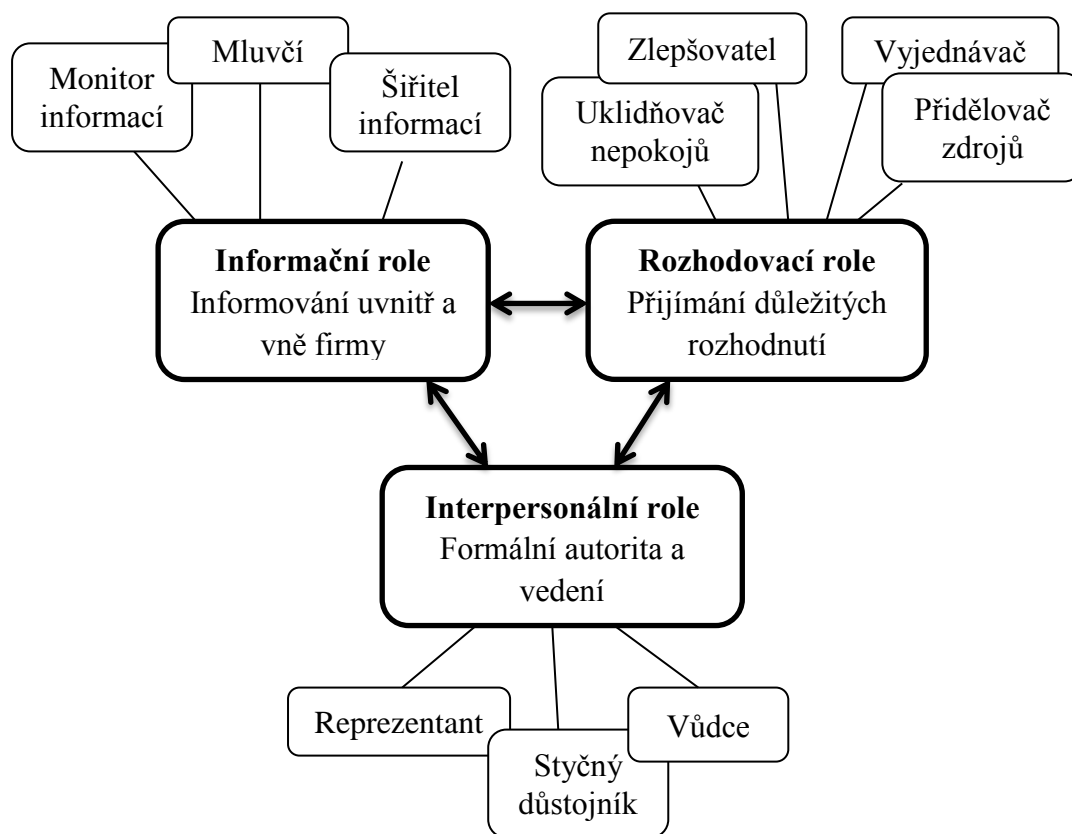 Monitor
informací
Mluvčí
Šiřitel
informací
Zlepšovatel
Uklidňovač
nepokojů
Vyjednávač
Přidělovač
zdrojů
Informační role
Informování uvnitř a
vně firmy
Rozhodovací role
Přijímání důležitých
rozhodnutí
Interpersonální role
Formální autorita a
vedení
Reprezentant
Styčný
důstojník
Vůdce